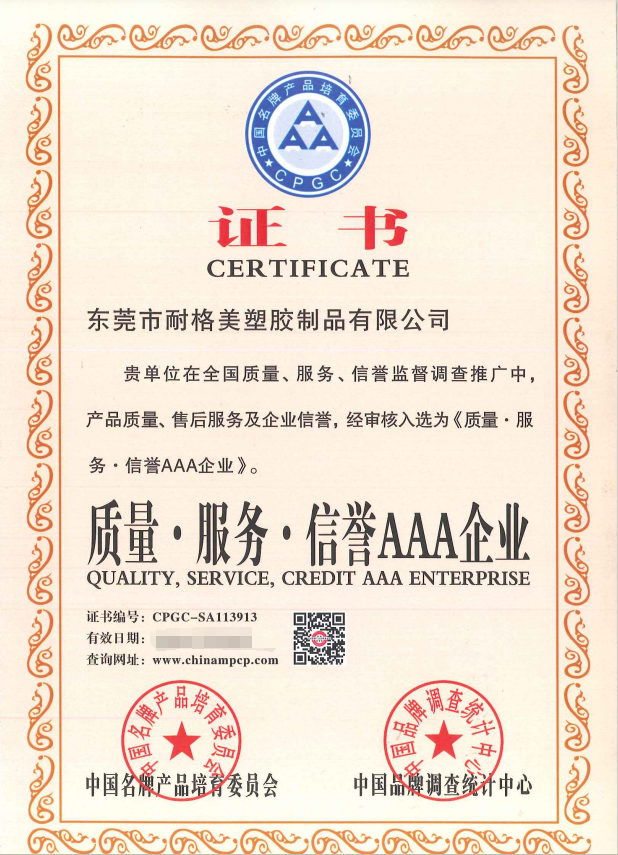 中国名牌产品培育委员会
AAA
CPGC
证 书
CERTIFICATE
东莞市耐格美塑胶制品有限公司
贵单位在全国质量、服务、信誉监督调查推广中，
产品质量、售后服务及企业信誉，经审核入选为《质量·服
务·信誉AAA企业》。
质量·服务·信誉AAA企业
QUALITY, SERVICE, CREDIT AAA ENTERPRISE
证书编号：CPGC-SA113913
有效日期：
查询网址：www.chinampcp.com
中国名牌产品培育委员会
中国品牌调查统计中心
中国名牌产品培育委员会
中国品牌调查统计中心